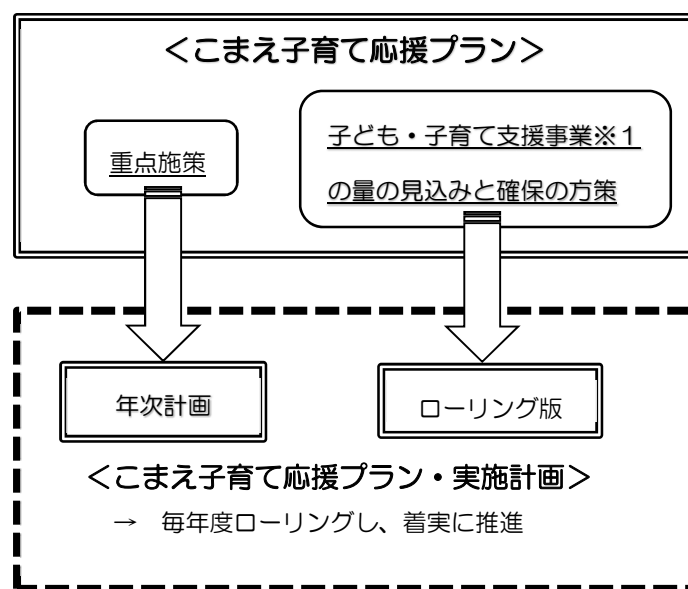 ＜こまえ子育て応援プラン＞
重点施策
子ども・子育て支援事業※１
の量の見込みと確保の方策
年次計画
ローリング版
＜こまえ子育て応援プラン・実施計画＞
→　毎年度ローリングし、着実に推進